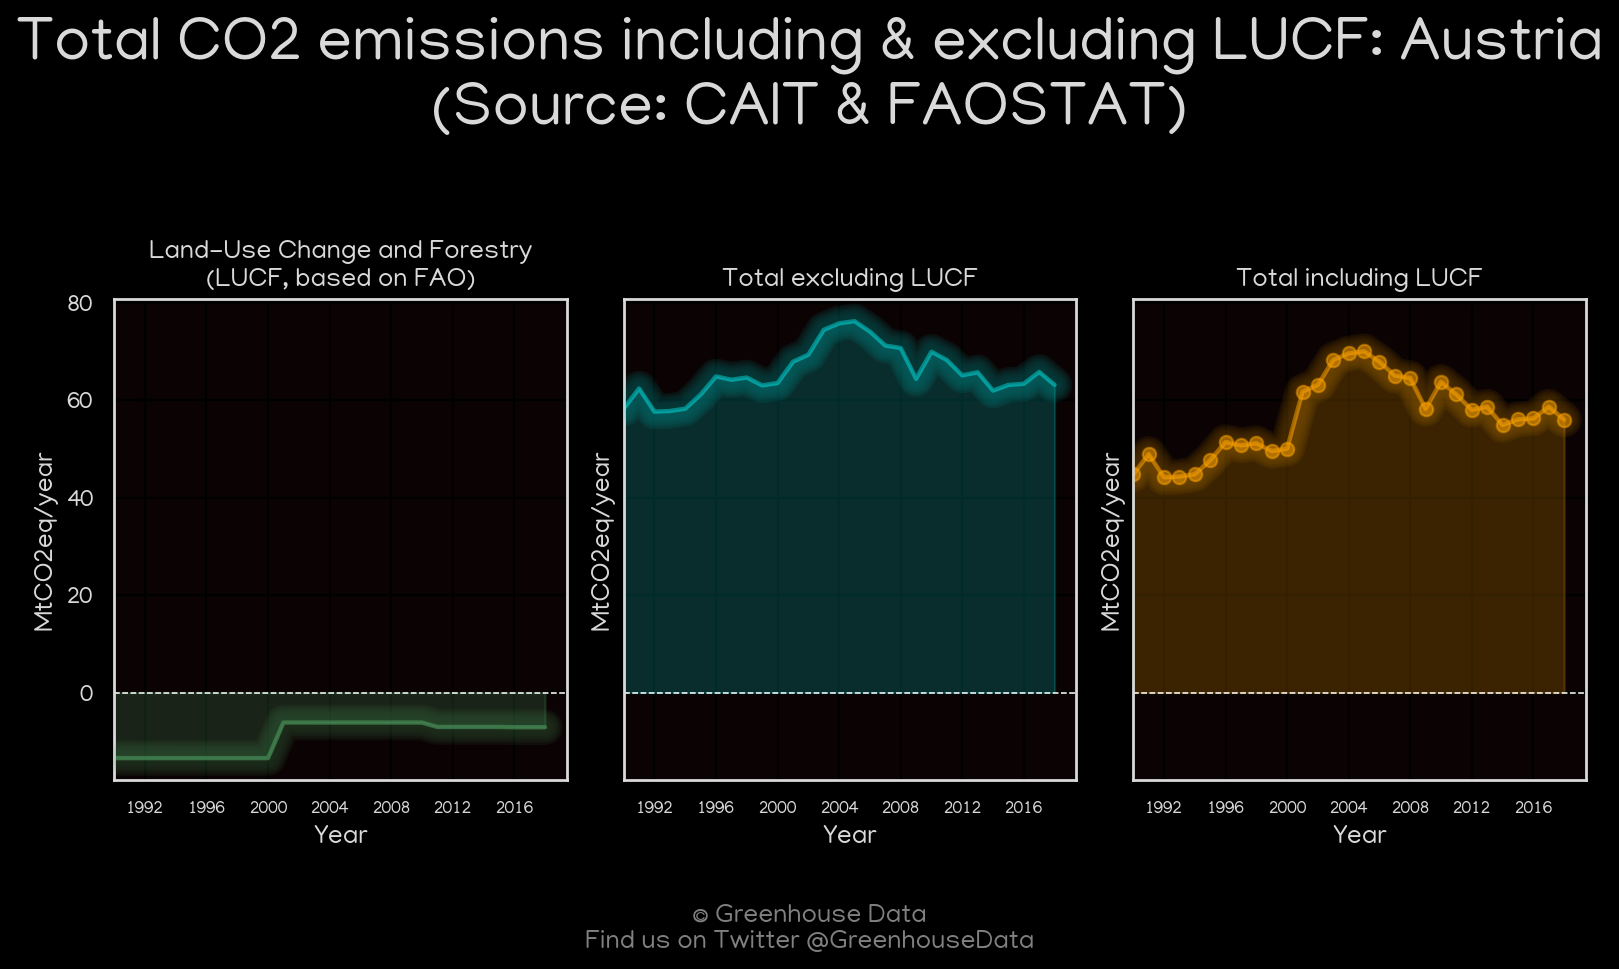 Total CO2 emissions including & excluding LUCF: Austria
(Source: CAIT & FAOSTAT)
Land-Use Change and Forestry
(LUCF, based on FAO)
Total excluding LUCF
Total including LUCF
80
60
40
20
0
MtCO2eq/year
MtCO2eq/year
MtCO2eq/year
1992 1996 2000 2004 2008 2012 2016
1992 1996 2000 2004 2008 2012 2016
1992 1996 2000 2004 2008 2012 2016
Year
Year
Year
© Greenhouse Data
Find us on Twitter @GreenhouseData